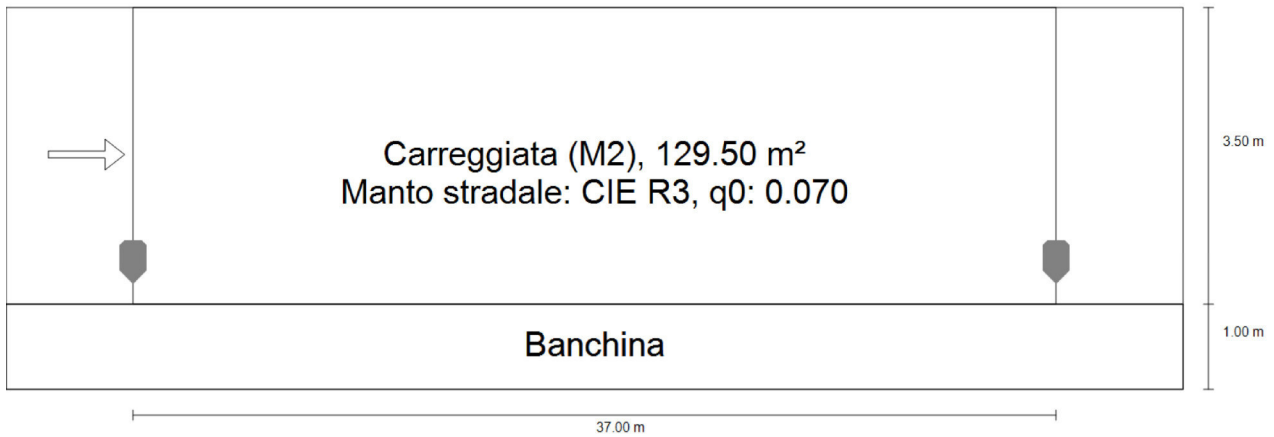 Carreggiata (M2), 129.50 m²
Manto stradale: CIE R3, q0: 0.070
3.50 m
Banchina
1.00 m
37.00 m